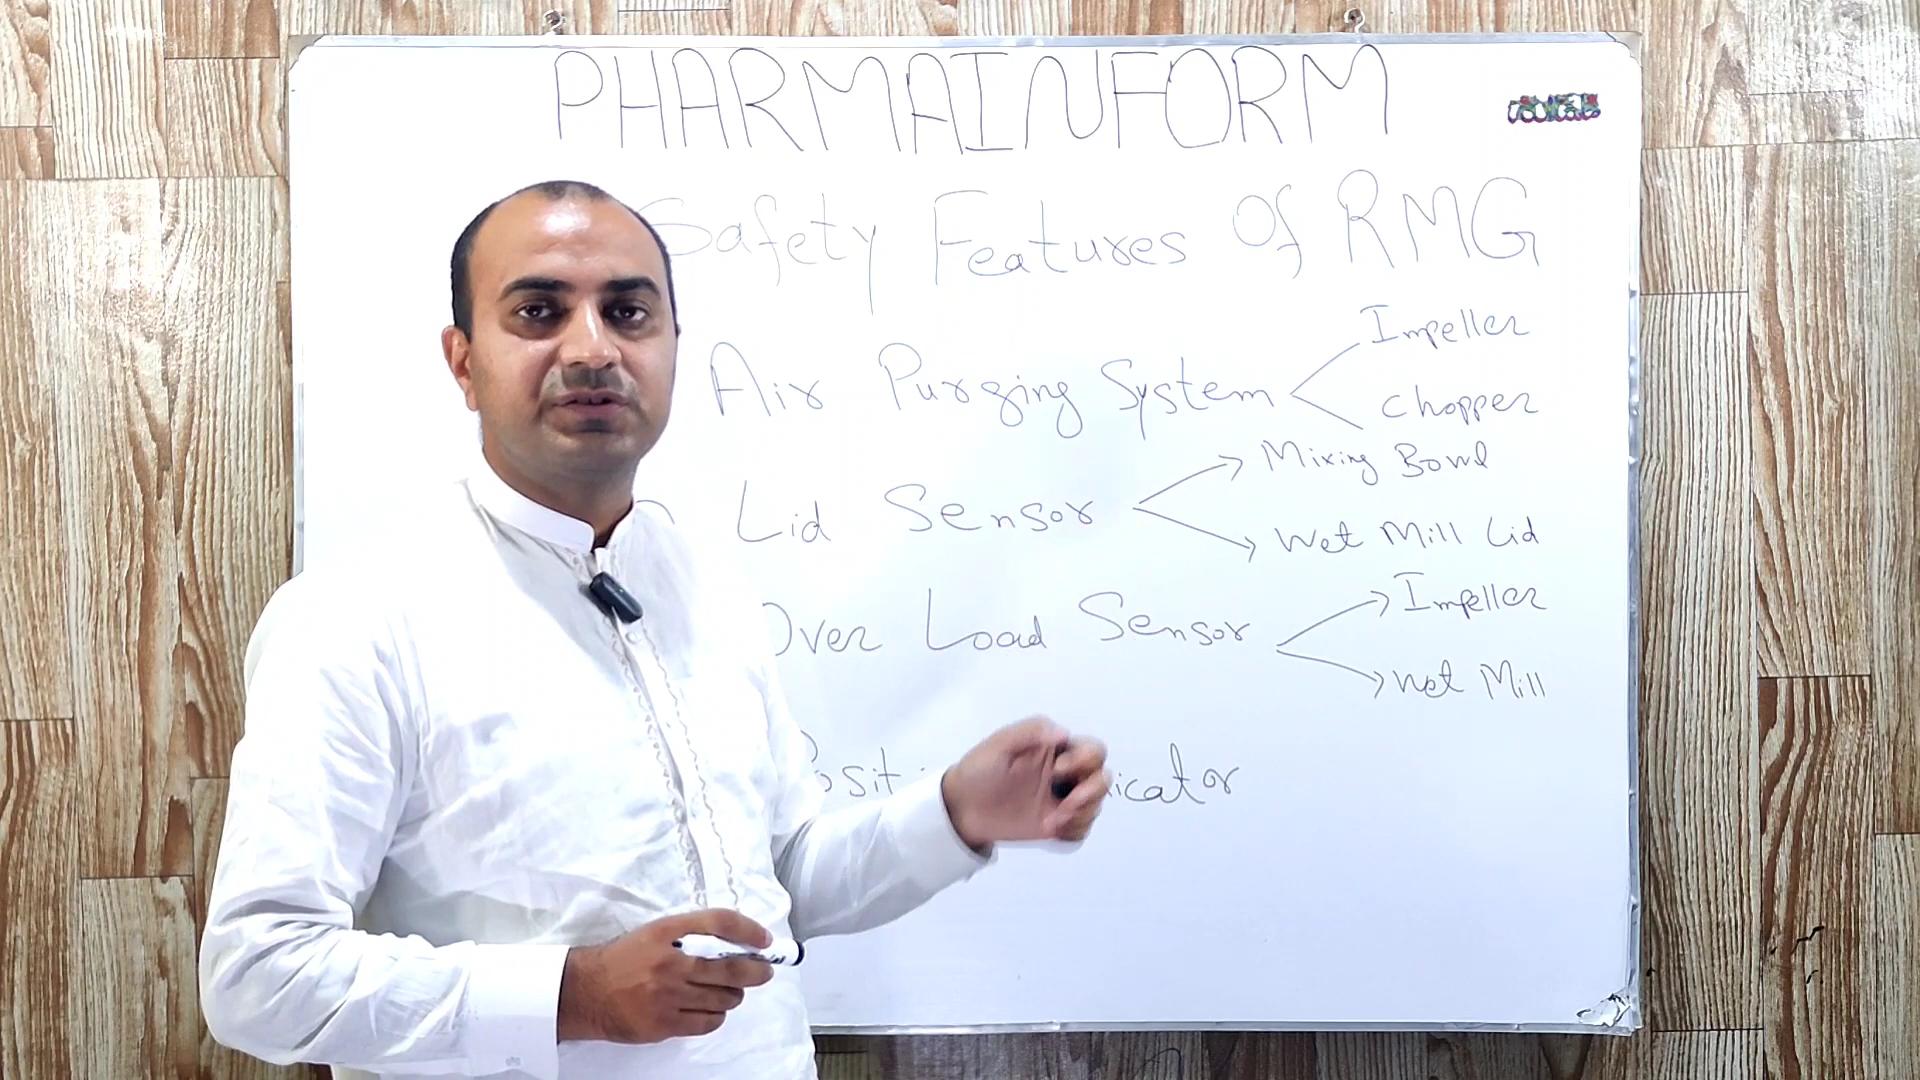 PHARMAINFORM
Safety Features Of RMG
Air Purging System
Impeller
Chopper
Lid Sensor
Mixing Bowl
Wet Mill Lid
Over Load Sensor
Impeller
Wet Mill